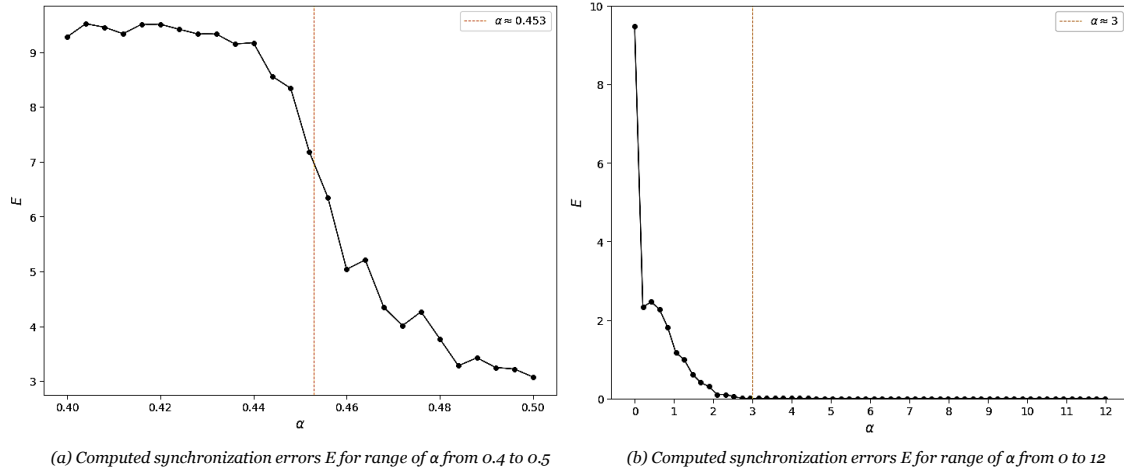 α ≈ 0.453
9
8
7
6
5
4
3
E
0.40 0.42 0.44 0.46 0.48 0.50
α
(a) Computed synchronization errors E for range of α from 0.4 to 0.5
α ≈ 3
10
8
6
4
2
0
E
0 1 2 3 4 5 6 7 8 9 10 11 12
α
(b) Computed synchronization errors E for range of α from 0 to 12